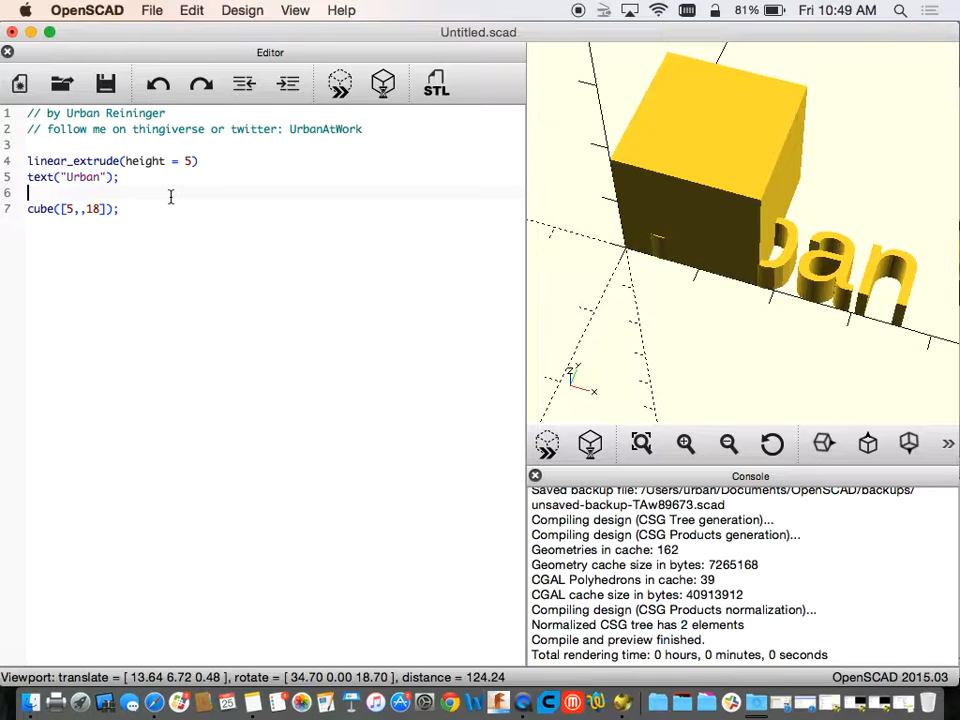 OpenSCAD File Edit Design View Help 81% Fri 10:49 AM
Untitled.scad
Editor
STL
1 // by Urban Reininger
2 // follow me on thingiverse or twitter: UrbanAtWork
3
4 linear_extrude(height = 5)
5 text("Urban");
6
7 cube([5,,18]);
ban
Z Y X
»
Console
Saved backup file: /Users/urban/Documents/OpenSCAD/backups/
unsaved-backup-TAw89673.scad
Compiling design (CSG Tree generation)...
Compiling design (CSG Products generation)...
Geometries in cache: 162
Geometry cache size in bytes: 7265168
CGAL Polyhedrons in cache: 39
CGAL cache size in bytes: 40913912
Compiling design (CSG Products normalization)...
Normalized CSG tree has 2 elements
Compile and preview finished.
Total rendering time: 0 hours, 0 minutes, 0 seconds
Viewport: translate = [ 13.64 6.72 0.48 ], rotate = [ 34.70 0.00 18.70 ], distance = 124.24 OpenSCAD 2015.03